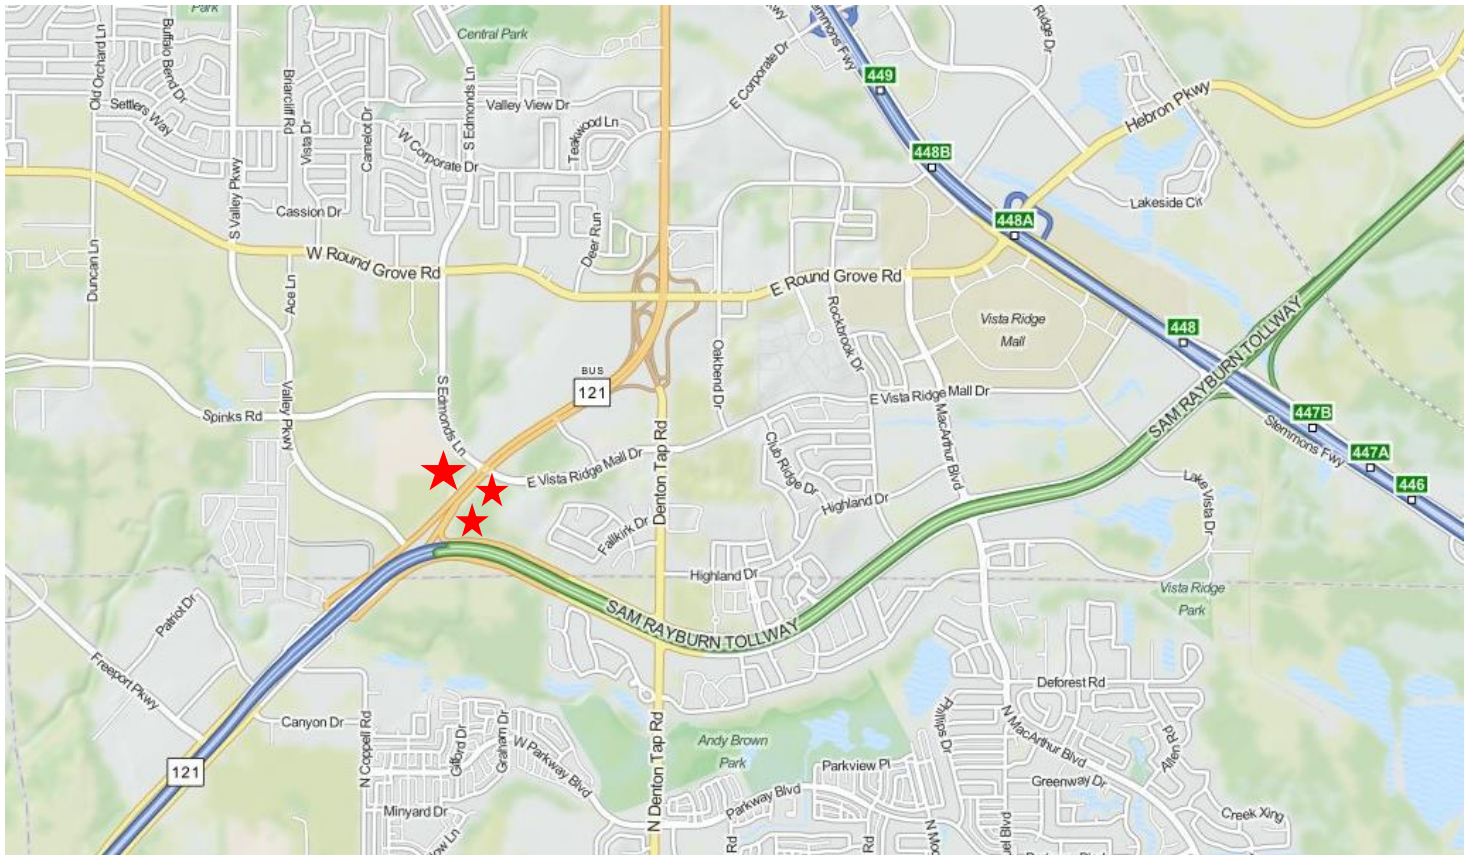 Park
Central Park
Old Orchard Ln
Buffalo Bend Dr
Settlers Way
Briarcliff Rd
Vista Dr
Camelot Dr
S Edmonds Ln
Valley View Dr
W Corporate Dr
Teakwood Ln
E Corporate Dr
Ridge Dr
449
448B
Hebron Pkwy
Lakeside Cir
448A
S Valley Pkwy
Cassion Dr
W Round Grove Rd
Deer Run
Duncan Ln
Ace Ln
E Round Grove Rd
Rockbrook Dr
Vista Ridge
Mall
448
SAM RAYBURN TOLLWAY
BUS
121
Oakbend Dr
S Edmonds Ln
Spinks Rd
Valley Pkwy
E Vista Ridge Mall Dr
N MacArthur Blvd
447B
Stemmons Fwy
447A
446
Club Ridge Dr
E Vista Ridge Mall Dr
Denton Tap Rd
Highland Dr
Lake Vista Dr
Fallkirk Dr
Highland Dr
Vista Ridge
Park
SAM RAYBURN TOLLWAY
Patriot Dr
Freeport Pkwy
Canyon Dr
N Coppell Rd
Gifford Dr
Graham Dr
W Parkway Blvd
N Denton Tap Rd
Andy Brown
Park
Phillips Dr
Deforest Rd
N MacArthur Blvd
Allen Rd
121
Parkview Pl
Greenway Dr
Minyard Dr
Parkway Blvd
Creek Xing
Rd
Rd